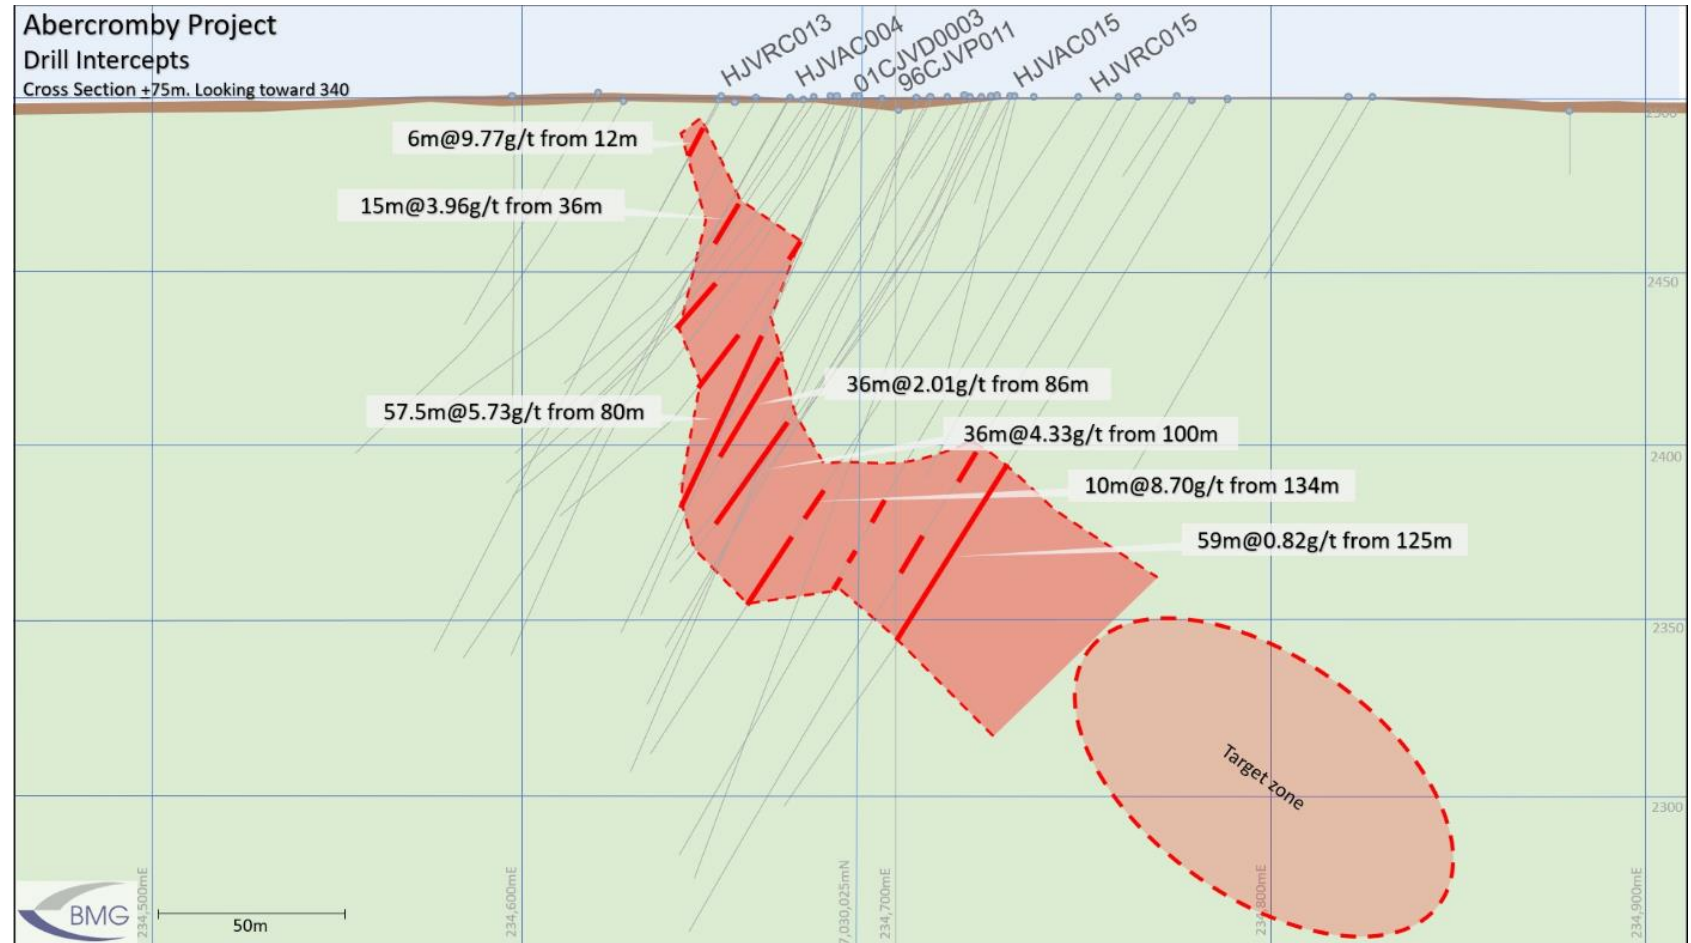 Abercromby Project
Drill Intercepts
Cross Section +75m. Looking toward 340
HJVRC013
HJVAC004
01CJVD0003
96CJVP011
HJVAC015
HJVRC015
2500
6m@9.77g/t from 12m
15m@3.96g/t from 36m
2450
36m@2.01g/t from 86m
57.5m@5.73g/t from 80m
36m@4.33g/t from 100m
2400
10m@8.70g/t from 134m
59m@0.82g/t from 125m
2350
Target zone
2300
234,500mE
234,600mE
7,030,025mN
234,700mE
234,800mE
234,900mE
BMG
50m